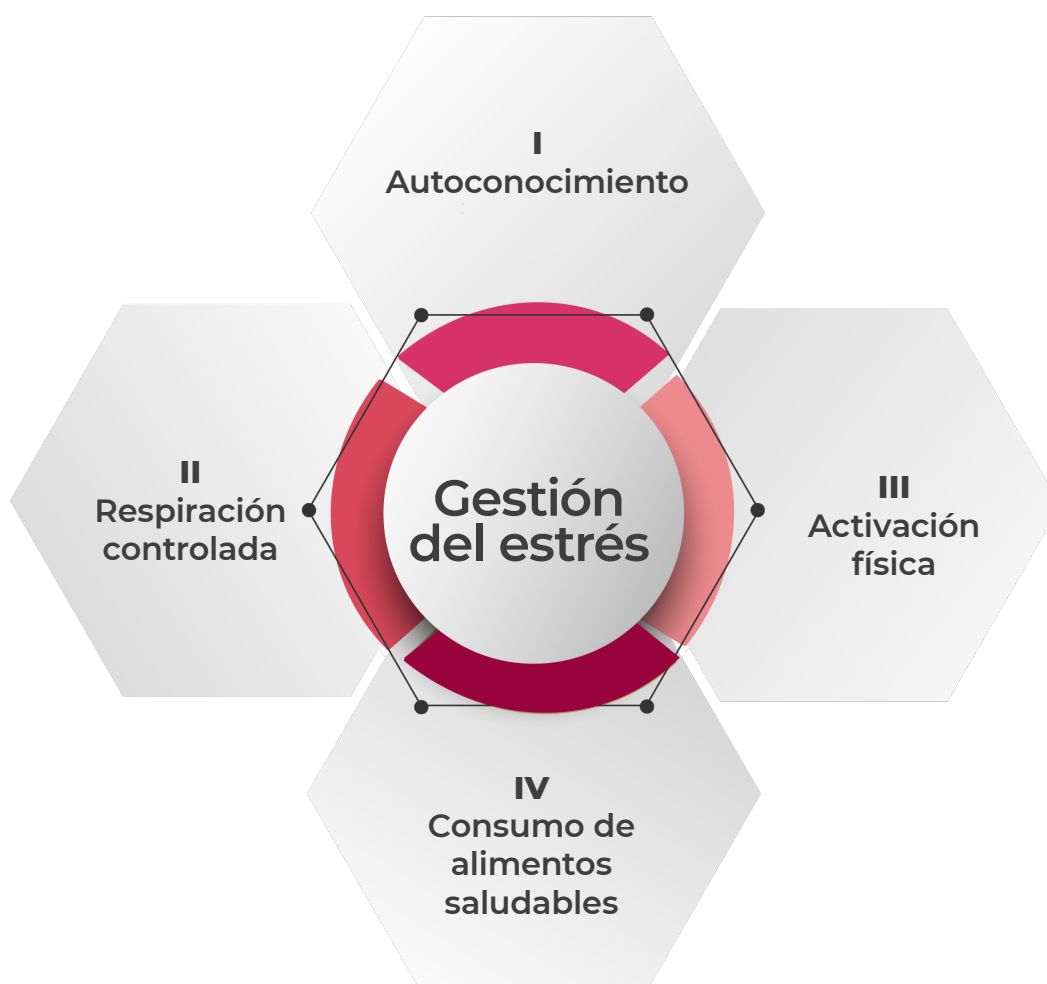 I
Autoconocimiento
II
Respiración
controlada
Gestión
del estrés
III
Activación
física
IV
Consumo de
alimentos
saludables